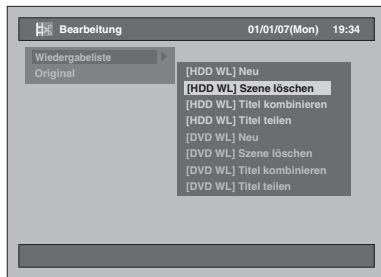 Bearbeitung 01/01/07(Mon) 19:34
Wiedergabeliste
Original
[HDD WL] Neu
[HDD WL] Szene löschen
[HDD WL] Titel kombinieren
[HDD WL] Titel teilen
[DVD WL] Neu
[DVD WL] Szene löschen
[DVD WL] Titel kombinieren
[DVD WL] Titel teilen